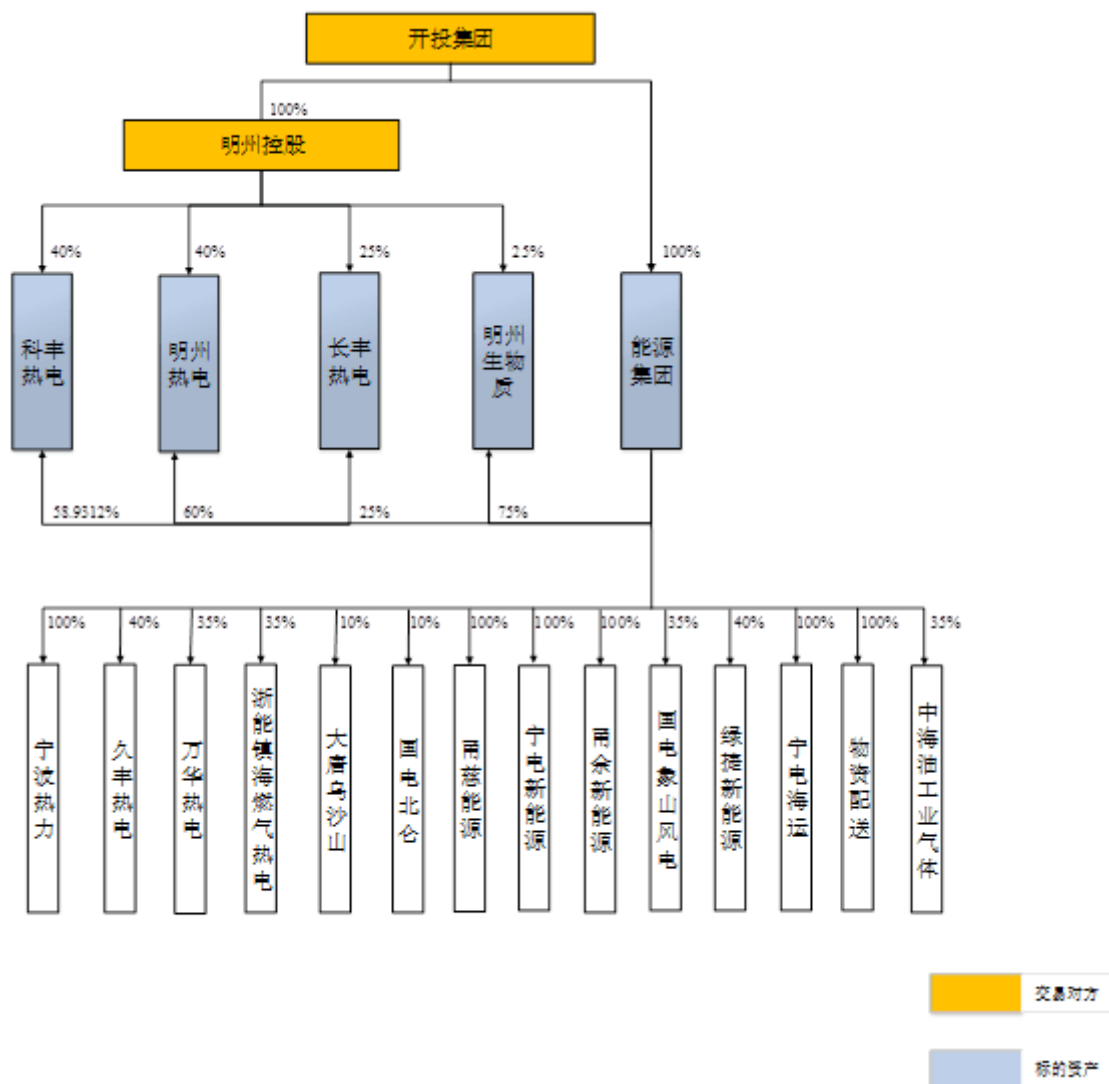 开投集团
100%
明州控股
40%
40%
25%
25%
100%
科丰
热电
明州
热电
长丰
热电
明州
生物
质
能源
集团
58.9312%
60%
25%
75%
100%
40%
35%
35%
10%
10%
100%
100%
100%
35%
40%
100%
100%
35%
宁波热力
久丰热电
万华热电
浙能镇海燃气热电
大唐乌沙山
国电北仑
甬慈能源
宁电新能源
甬余新能源
国电象山风电
绿捷新能源
宁电海运
物资配送
中海油工业气体
交易对方
标的资产